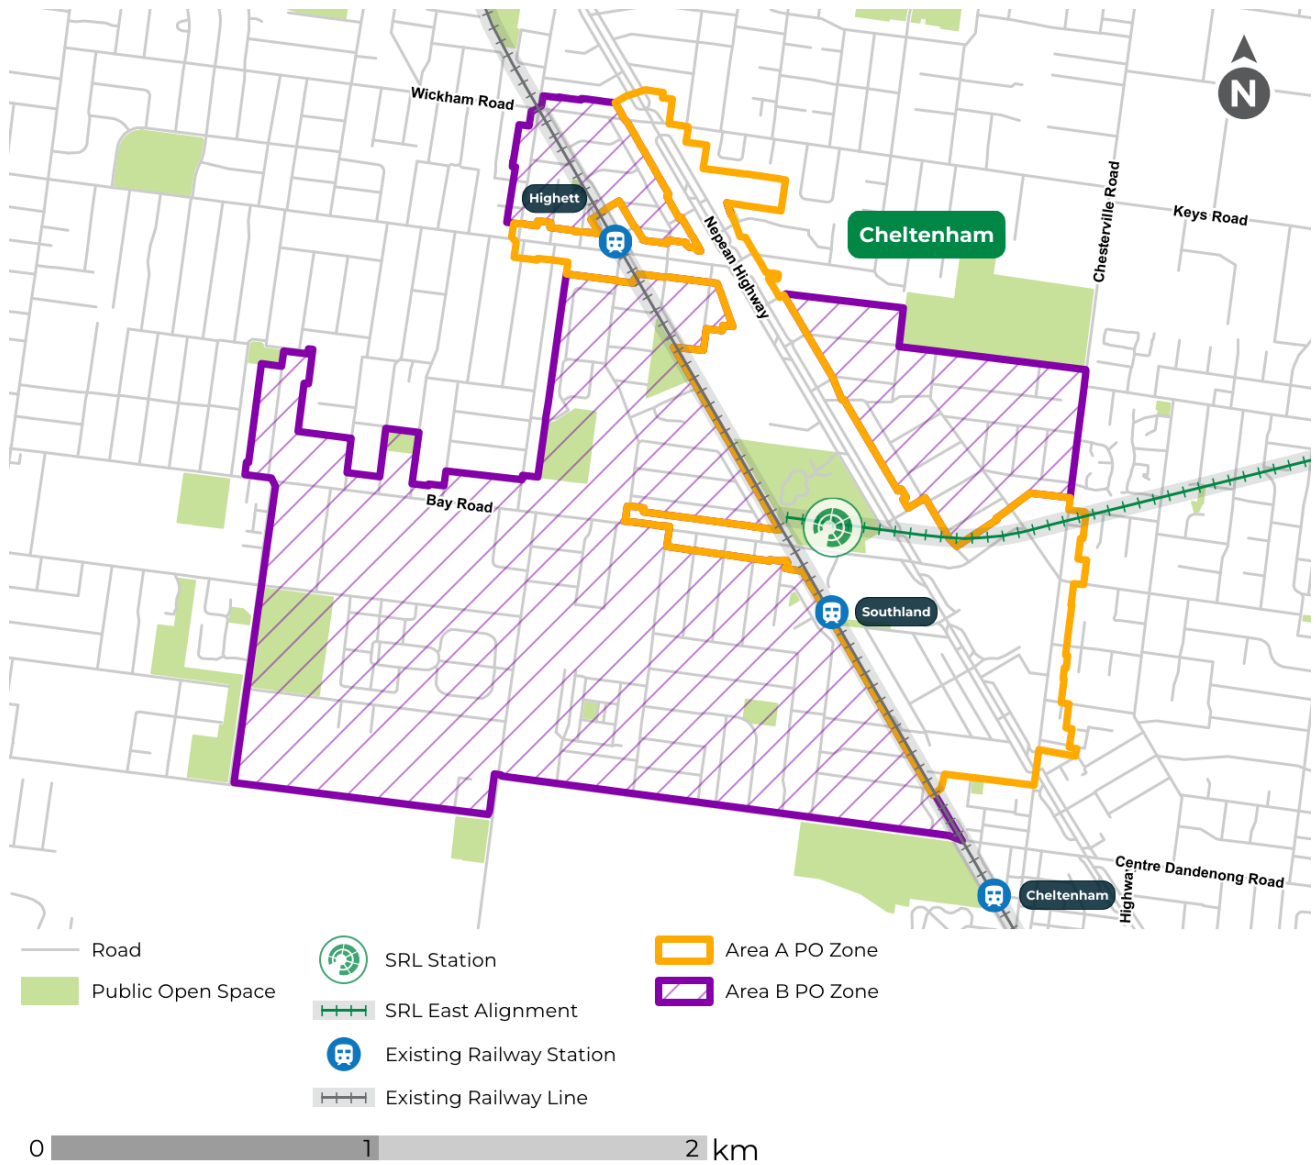 Wickham Road
N
Highett
Chesterville Road
Keys Road
Cheltenham
Nepean Highway
Bay Road
Southland
Centre Dandenong Road
Cheltenham
Highway
Road
Public Open Space
SRL Station
SRL East Alignment
Existing Railway Station
Existing Railway Line
Area A PO Zone
Area B PO Zone
0 1 2 km